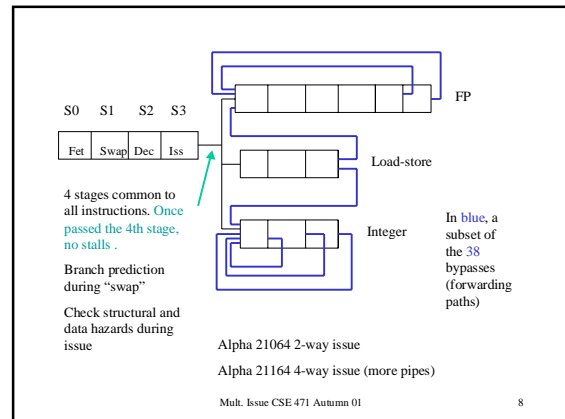 FP
S0 S1 S2 S3
Fet Swap Dec Iss
Load-store
4 stages common to
all instructions. Once
passed the 4th stage,
no stalls .
Branch prediction
during “swap”
Check structural and
data hazards during
issue
Integer
In blue, a
subset of
the 38
bypasses
(forwarding
paths)
Alpha 21064 2-way issue
Alpha 21164 4-way issue (more pipes)
Mult. Issue CSE 471 Autumn 01 8